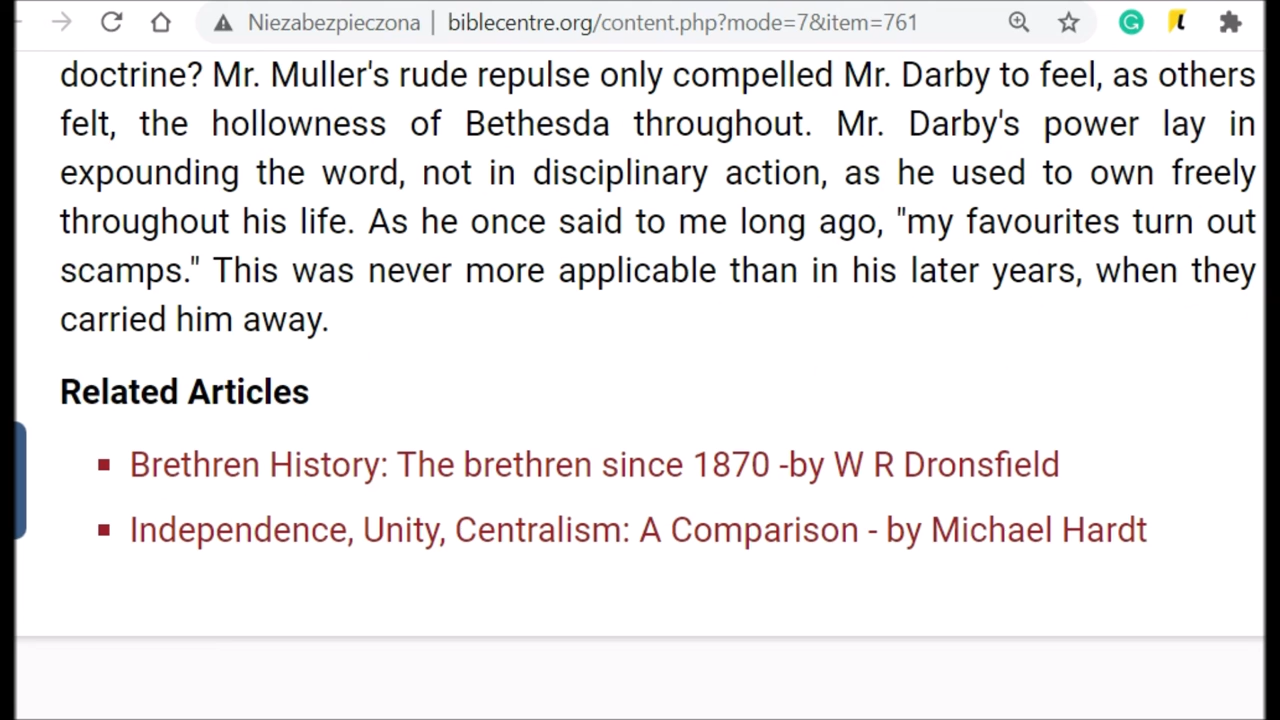 Niezabezpieczona | biblecentre.org/content.php?mode=7&item=761
doctrine? Mr. Muller's rude repulse only compelled Mr. Darby to feel, as others
felt, the hollowness of Bethesda throughout. Mr. Darby's power lay in
expounding the word, not in disciplinary action, as he used to own freely
throughout his life. As he once said to me long ago, "my favourites turn out
scamps." This was never more applicable than in his later years, when they
carried him away.
Related Articles
Brethren History: The brethren since 1870 -by W R Dronsfield
Independence, Unity, Centralism: A Comparison - by Michael Hardt